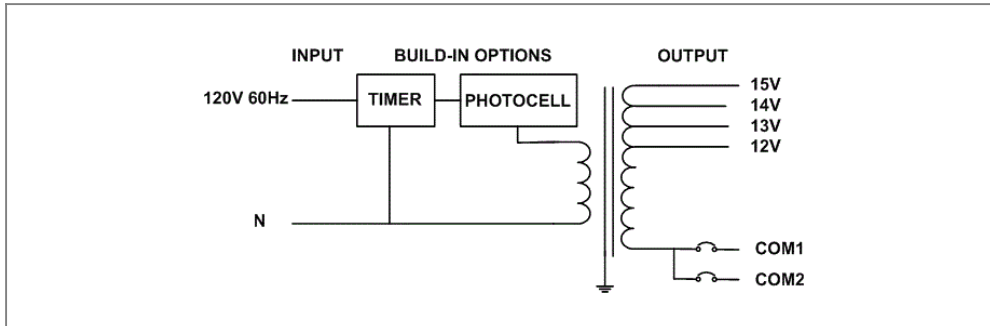 INPUT
BUILD-IN OPTIONS
OUTPUT
120V 60Hz
TIMER
PHOTOCELL
15V
14V
13V
12V
N
COM1
COM2